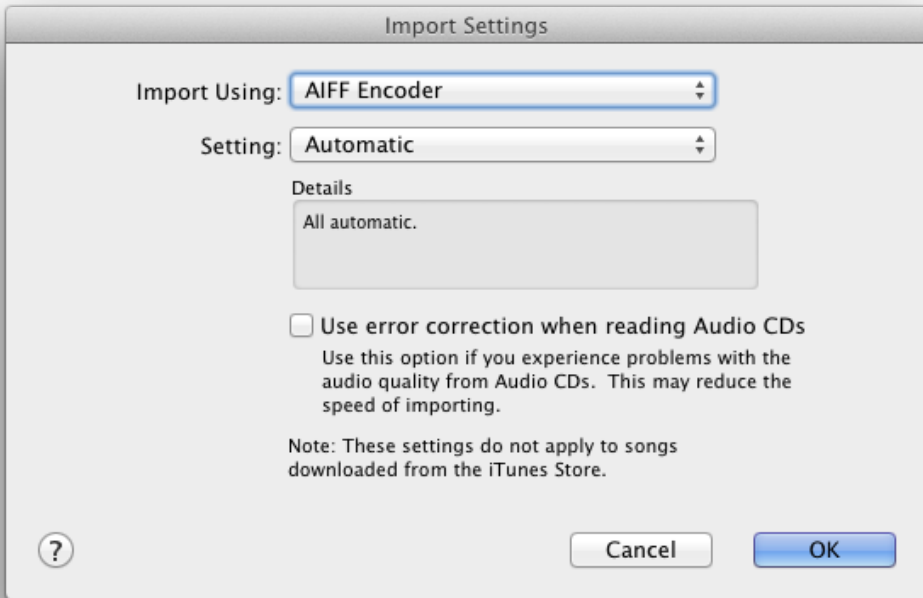 Import Settings
Import Using: AIFF Encoder
Setting: Automatic
Details
All automatic.
Use error correction when reading Audio CDs
Use this option if you experience problems with the
audio quality from Audio CDs.  This may reduce the
speed of importing.
Note: These settings do not apply to songs
downloaded from the iTunes Store.
? Cancel OK